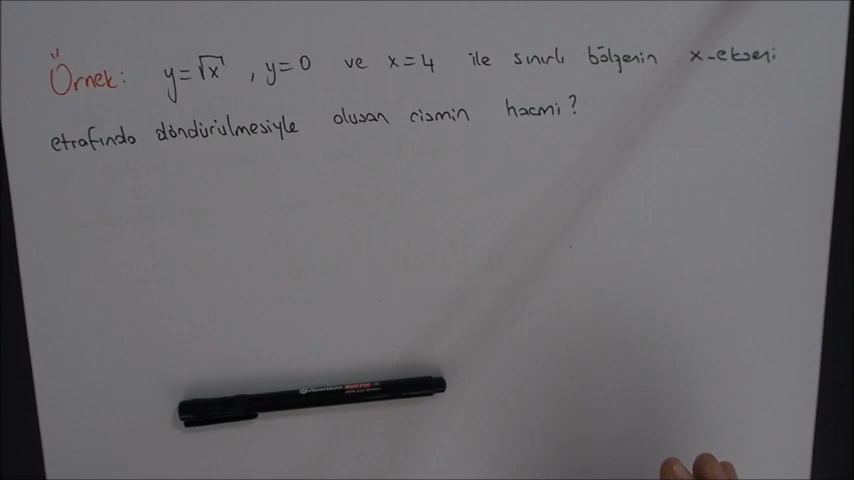 Örnek: y=√x , y=0 ve x=4 ile sınırlı bölgenin x-ekseni
etrafında döndürülmesiyle oluşan cismin hacmi?